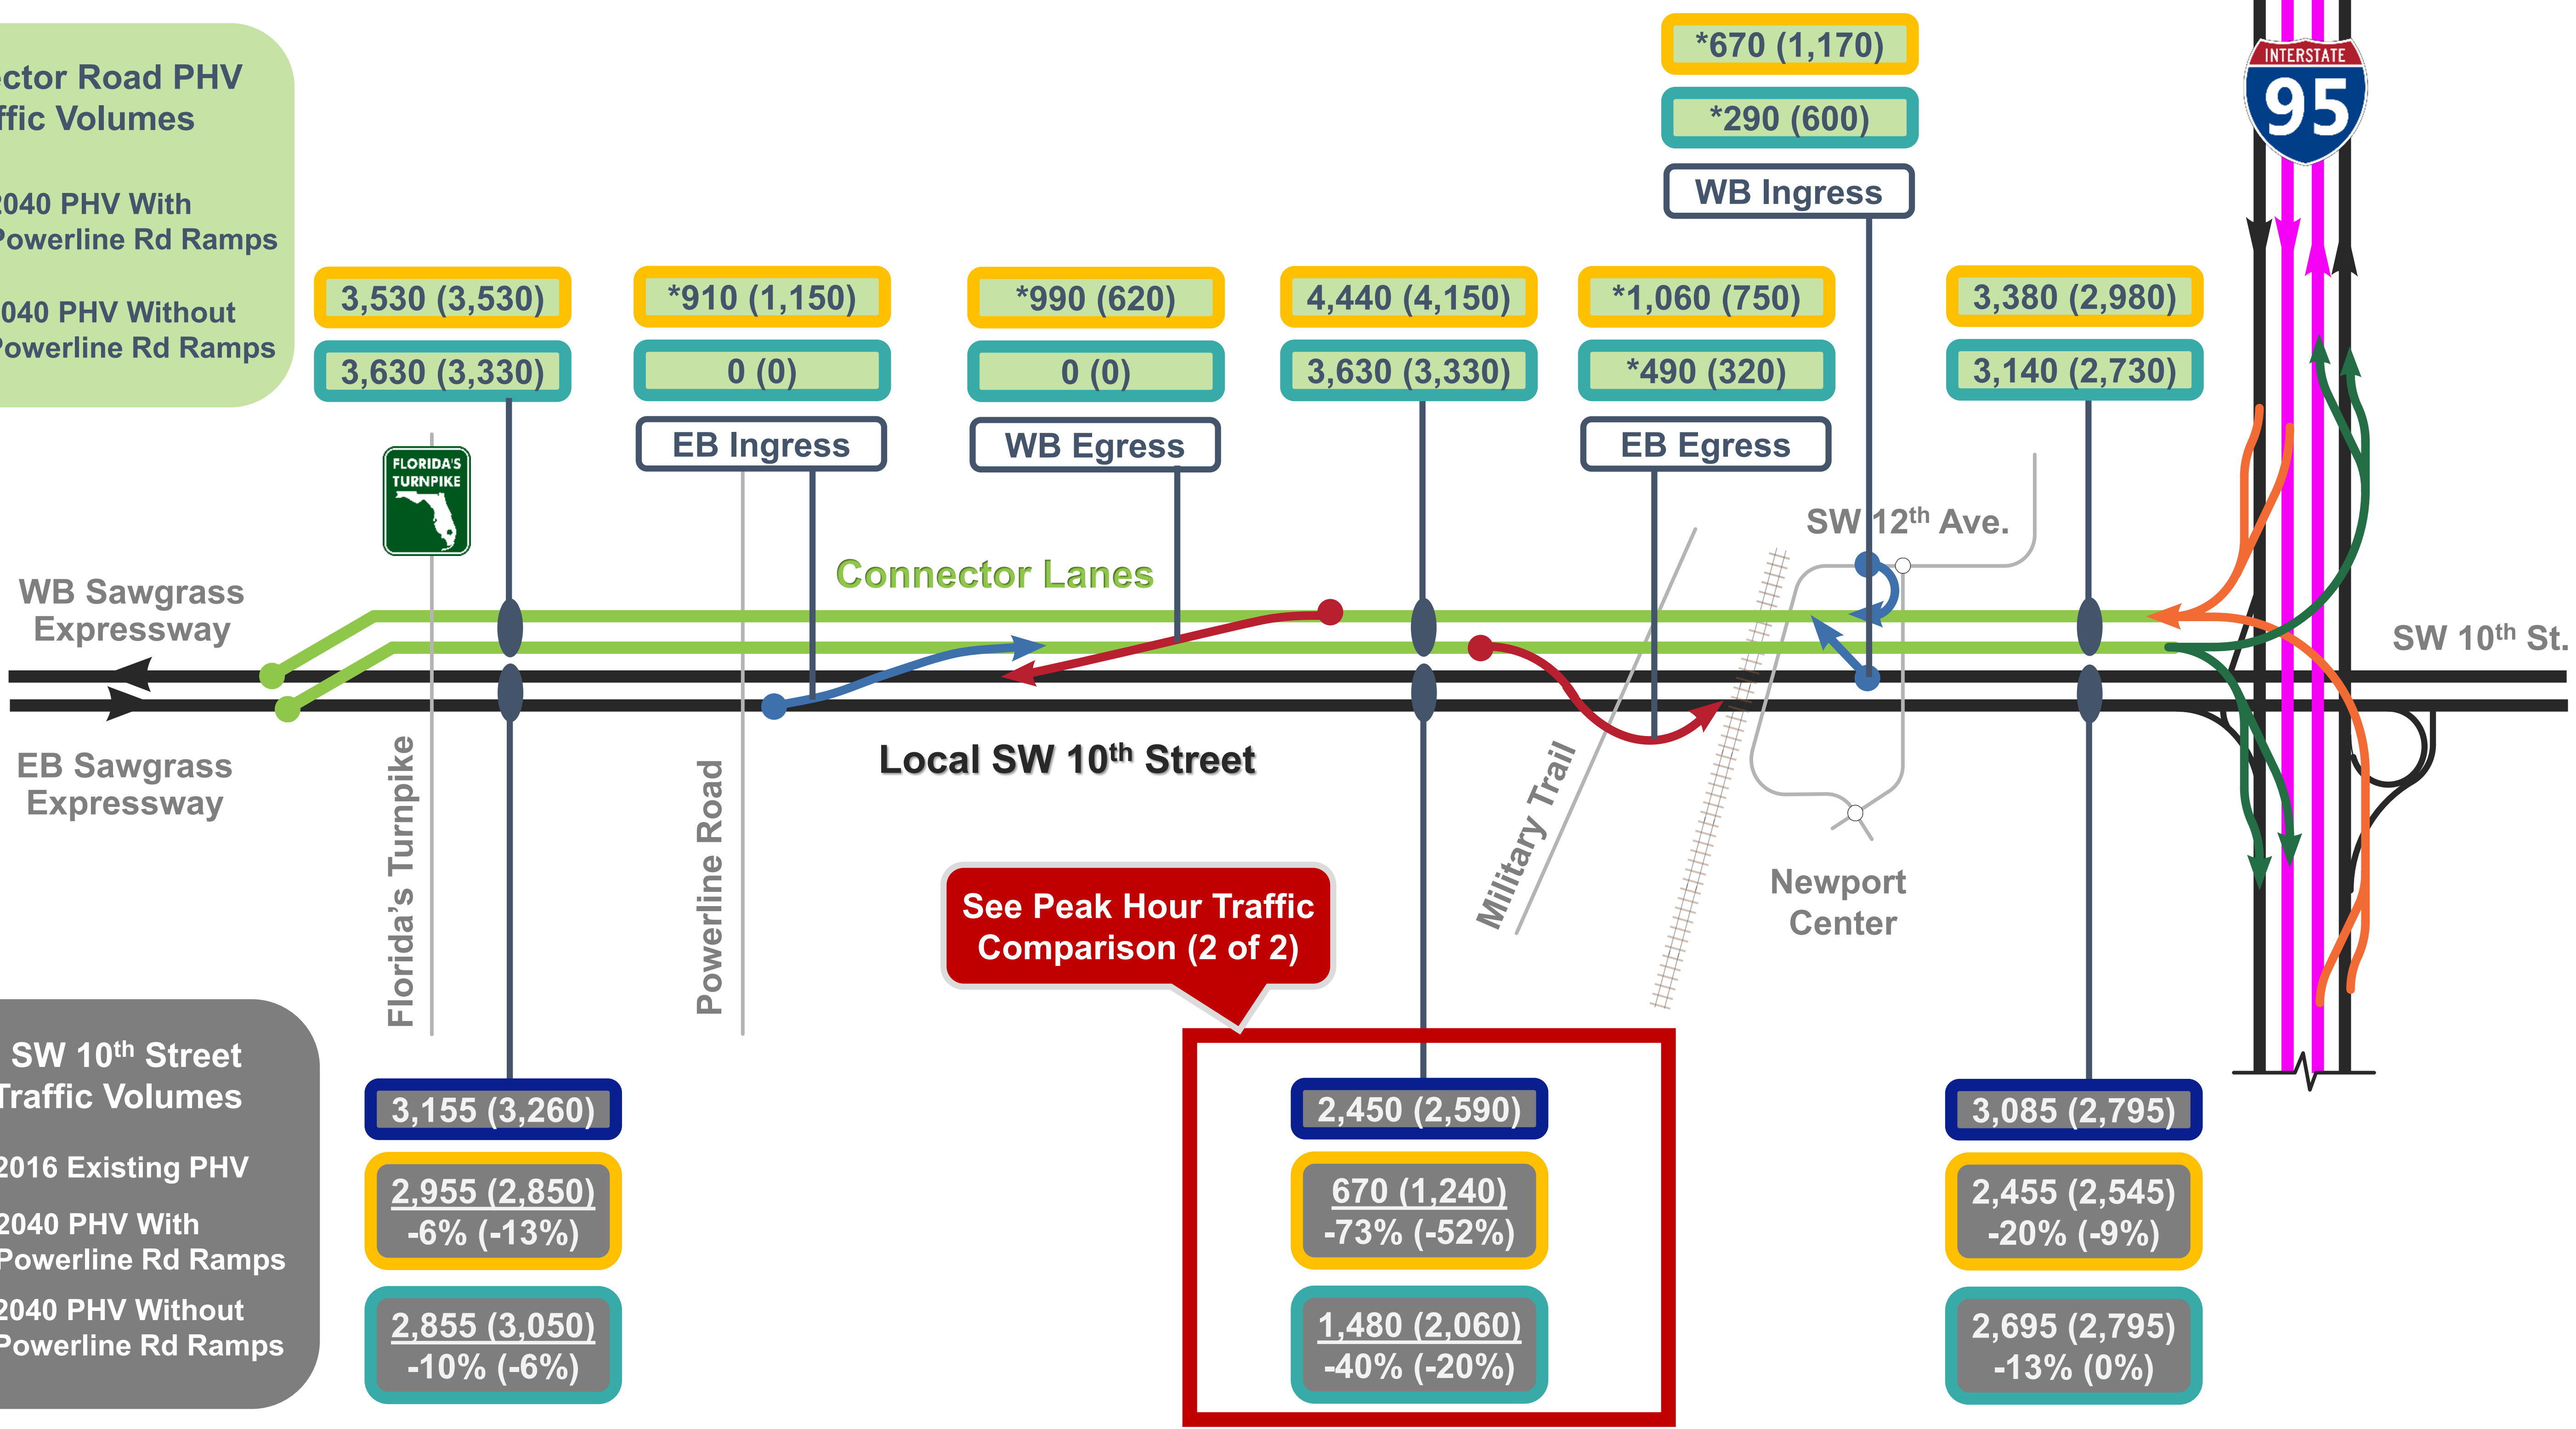 *670 (1,170)
*290 (600)
WB Ingress
INTERSTATE
95
ector Road PHV
ffic Volumes
2040 PHV With
Powerline Rd Ramps
040 PHV Without
Powerline Rd Ramps
3,530 (3,530)
3,630 (3,330)
*910 (1,150)
0 (0)
EB Ingress
*990 (620)
0 (0)
WB Egress
4,440 (4,150)
3,630 (3,330)
*1,060 (750)
*490 (320)
EB Egress
3,380 (2,980)
3,140 (2,730)
FLORIDA'S
TURNPIKE
SW 12th Ave.
Connector Lanes
WB Sawgrass
Expressway
SW 10th St.
EB Sawgrass
Expressway
Local SW 10th Street
Florida's Turnpike
Powerline Road
Military Trail
Newport
Center
See Peak Hour Traffic
Comparison (2 of 2)
SW 10th Street
Traffic Volumes
2016 Existing PHV
2040 PHV With
Powerline Rd Ramps
2040 PHV Without
Powerline Rd Ramps
3,155 (3,260)
2,955 (2,850)
-6% (-13%)
2,855 (3,050)
-10% (-6%)
2,450 (2,590)
670 (1,240)
-73% (-52%)
1,480 (2,060)
-40% (-20%)
3,085 (2,795)
2,455 (2,545)
-20% (-9%)
2,695 (2,795)
-13% (0%)